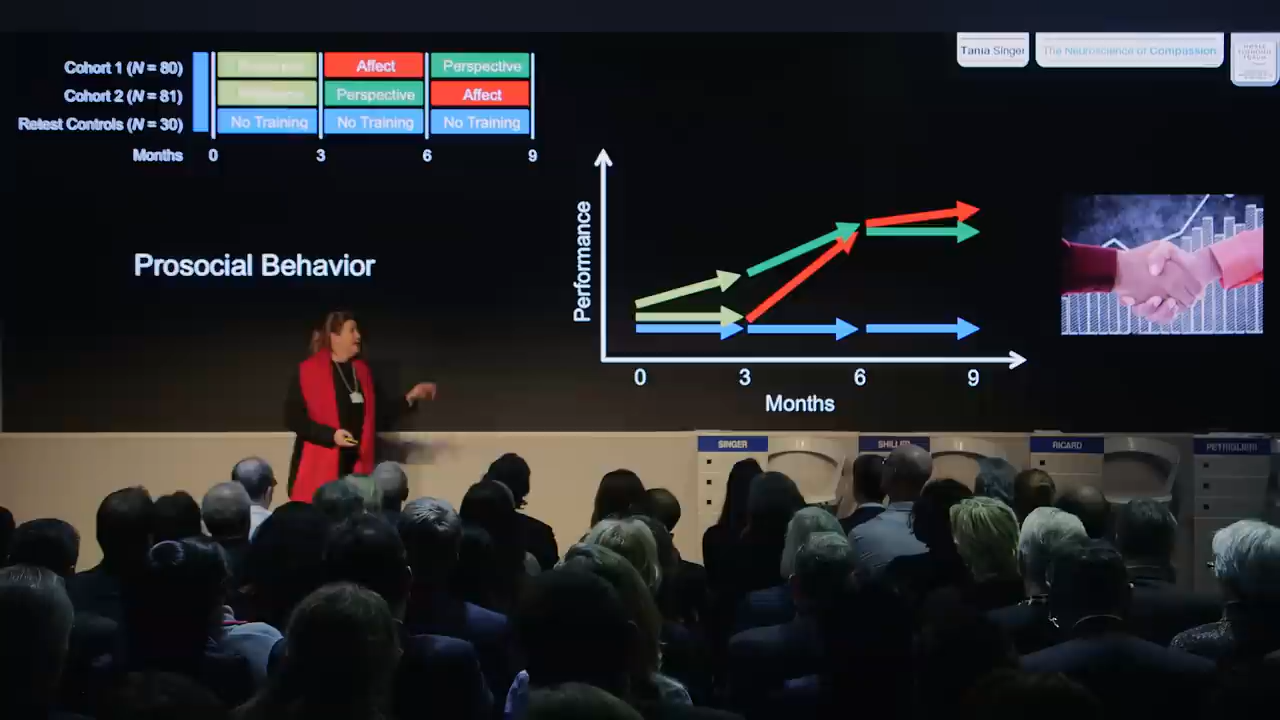 Tania Singer
The Neuroscience of Compassion
Cohort 1 (N = 80)
Affect
Perspective
Cohort 2 (N = 81)
Perspective
Affect
Retest Controls (N = 30)
No Training
No Training
No Training
Months
0
3
6
9
Prosocial Behavior
Performance
0
3
6
9
Months
SINGER
SHILLER
RICARD
PETRIGLIERI